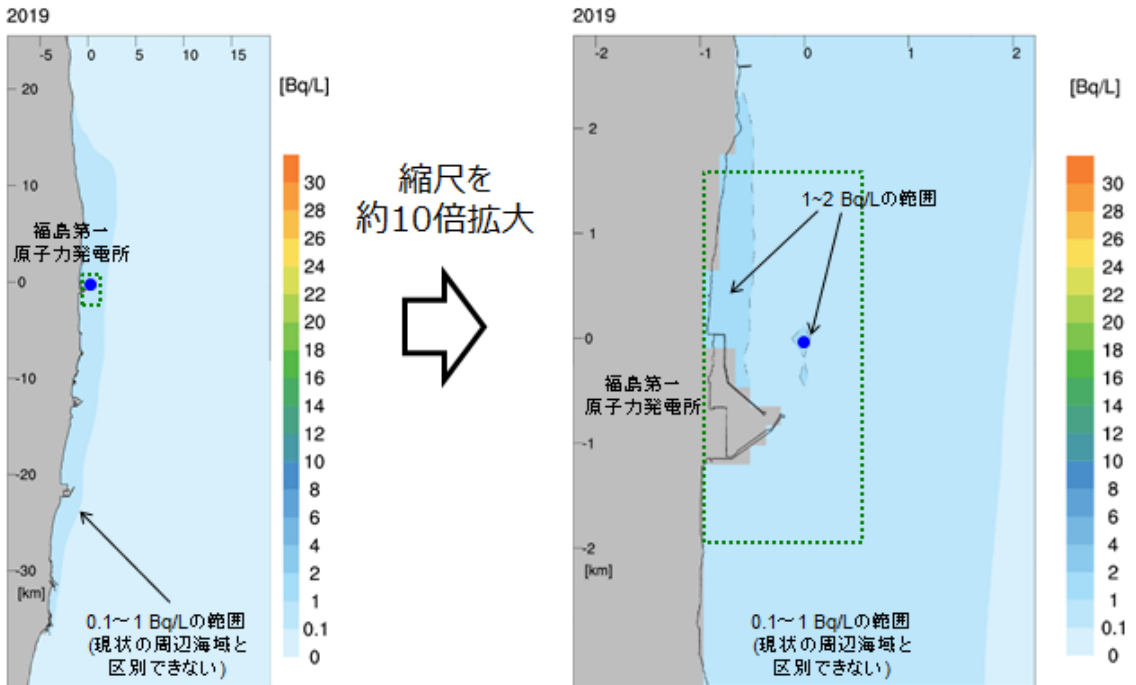 2019
-5 0 5 10 15
20
10
0
-10
-20
-30
[km]
福島第一
原子力発電所
0.1～1 Bq/Lの範囲
(現状の周辺海域と
区別できない)
[Bq/L]
30
28
26
24
22
20
18
16
14
12
10
8
6
4
2
1
0.1
0
縮尺を
約10倍拡大
2019
-2 -1 0 1 2
2
1
0
-1
-2
[km]
1~2 Bq/Lの範囲
福島第一
原子力発電所
0.1～1 Bq/Lの範囲
(現状の周辺海域と
区別できない)
[Bq/L]
30
28
26
24
22
20
18
16
14
12
10
8
6
4
2
1
0.1
0